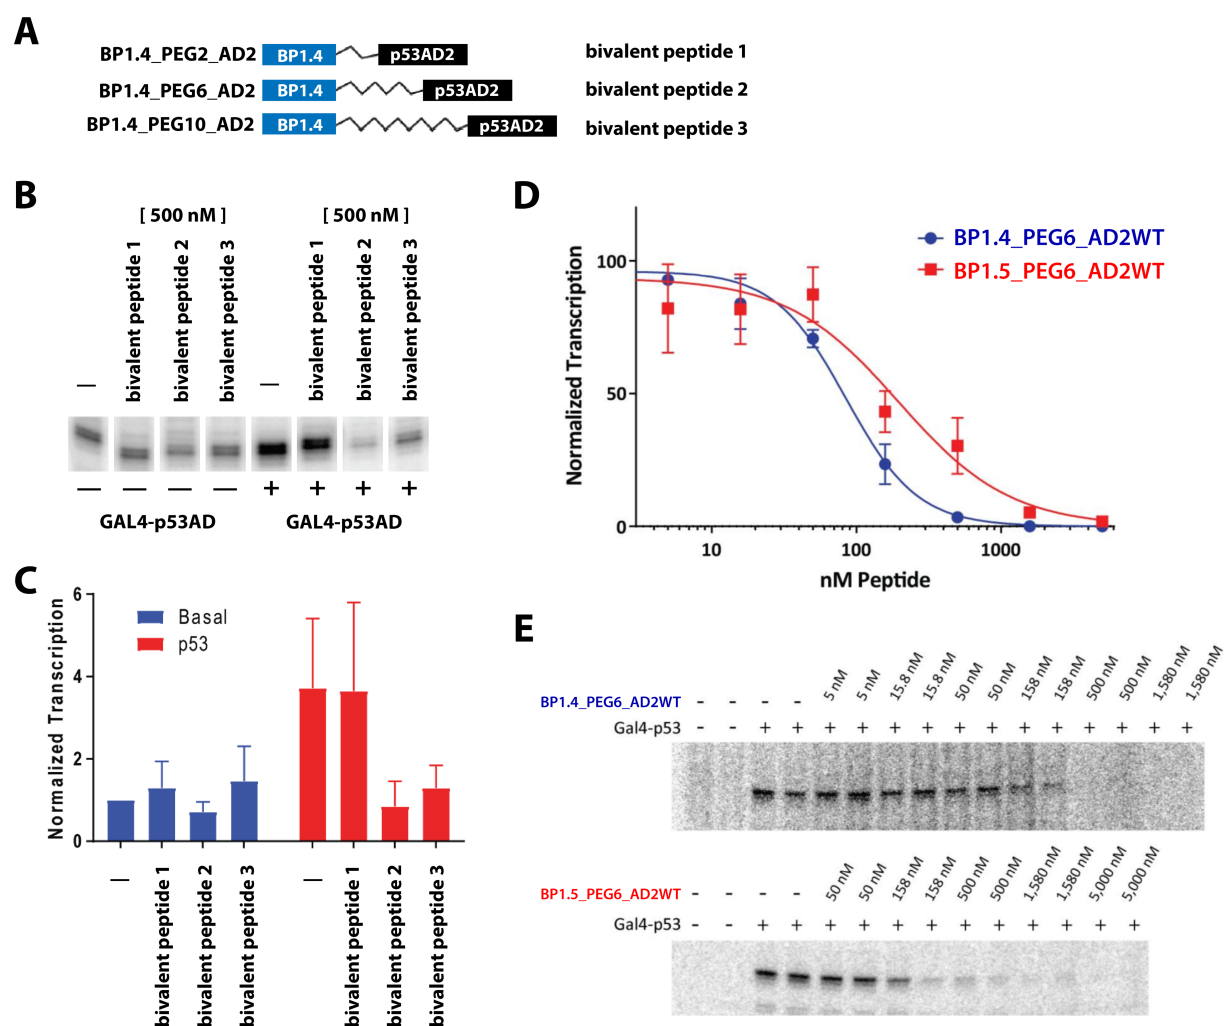 A
BP1.4_PEG2_AD2 BP1.4 p53AD2 bivalent peptide 1
BP1.4_PEG6_AD2 BP1.4 p53AD2 bivalent peptide 2
BP1.4_PEG10_AD2 BP1.4 p53AD2 bivalent peptide 3
B
[ 500 nM ] [ 500 nM ]
— bivalent peptide 1 bivalent peptide 2 bivalent peptide 3 — bivalent peptide 1 bivalent peptide 2 bivalent peptide 3
— — — — + + + +
GAL4-p53AD GAL4-p53AD
C
Normalized Transcription
6
4
2
0
Basal
p53
— bivalent peptide 1 bivalent peptide 2 bivalent peptide 3 — bivalent peptide 1 bivalent peptide 2 bivalent peptide 3
D
Normalized Transcription
100
50
0
BP1.4_PEG6_AD2WT
BP1.5_PEG6_AD2WT
10 100 1000
nM Peptide
E
BP1.4_PEG6_AD2WT - - - - 5 nM 5 nM 15.8 nM 15.8 nM 50 nM 50 nM 158 nM 158 nM 500 nM 500 nM 1,580 nM 1,580 nM
Gal4-p53 - - + + + + + + + + + + + + + +
BP1.5_PEG6_AD2WT - - - - 50 nM 50 nM 158 nM 158 nM 500 nM 500 nM 1,580 nM 1,580 nM 5,000 nM 5,000 nM
Gal4-p53 - - + + + + + + + + + + + +